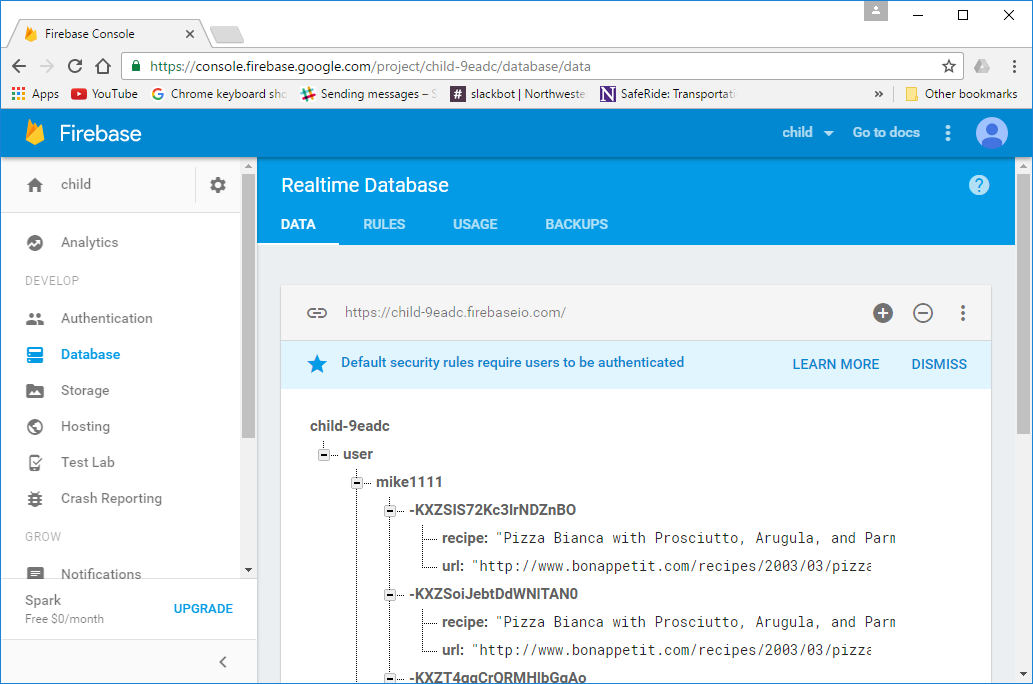 Firebase Console
https://console.firebase.google.com/project/child-9eadc/database/data
Apps YouTube Chrome keyboard sho Sending messages – S slackbot | Northweste SafeRide: Transportati » Other bookmarks
Firebase child Go to docs
child
Analytics
DEVELOP
Authentication
Database
Storage
Hosting
Test Lab
Crash Reporting
GROW
Notifications
Spark
Free $0/month
UPGRADE
Realtime Database
DATA RULES USAGE BACKUPS
https://child-9eadc.firebaseio.com/
Default security rules require users to be authenticated LEARN MORE DISMISS
child-9eadc
user
mike1111
-KXZSIS72Kc3lrNDZnBO
recipe: "Pizza Bianca with Prosciutto, Arugula, and Parm
url: "http://www.bonappetit.com/recipes/2003/03/pizza
-KXZSoiJebtDdWNlTAN0
recipe: "Pizza Bianca with Prosciutto, Arugula, and Parm
url: "http://www.bonappetit.com/recipes/2003/03/pizza